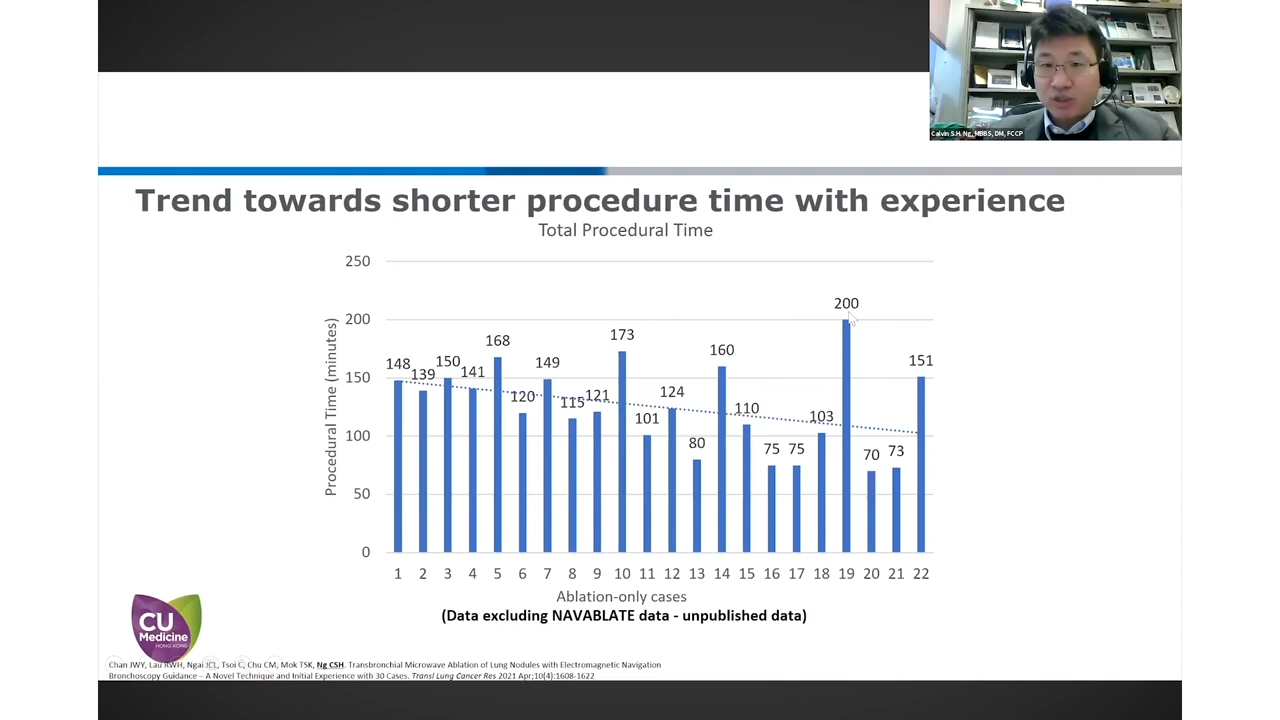 Calvin S.H. Ng, MBBS, DM, FCCP
Trend towards shorter procedure time with experience
Total Procedural Time
250
200
150
100
50
0
Procedural Time (minutes)
148
139
150
141
168
120
149
115
121
173
101
124
80
160
110
75
75
103
200
70
73
151
1 2 3 4 5 6 7 8 9 10 11 12 13 14 15 16 17 18 19 20 21 22
Ablation-only cases
(Data excluding NAVABLATE data - unpublished data)
CU
Medicine
HONG KONG
Chan JWY, Lau RWH, Ngai JCL, Tsoi C, Chu CM, Mok TSK, Ng CSH. Transbronchial Microwave Ablation of Lung Nodules with Electromagnetic Navigation
Bronchoscopy Guidance – A Novel Technique and Initial Experience with 30 Cases. Transl Lung Cancer Res 2021 Apr;10(4):1608-1622